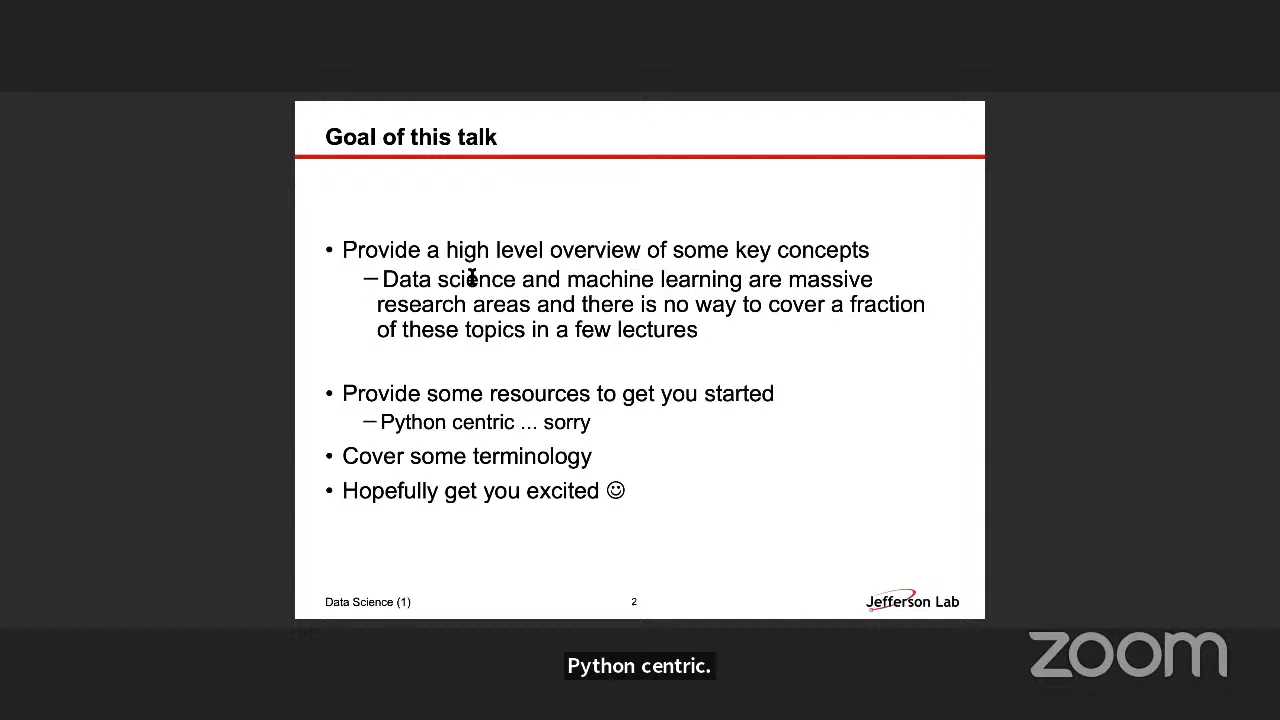 Goal of this talk
• Provide a high level overview of some key concepts
– Data science and machine learning are massive
research areas and there is no way to cover a fraction
of these topics in a few lectures
• Provide some resources to get you started
– Python centric ... sorry
• Cover some terminology
• Hopefully get you excited ☺
Data Science (1)
2
Jefferson Lab
Python centric.
zoom